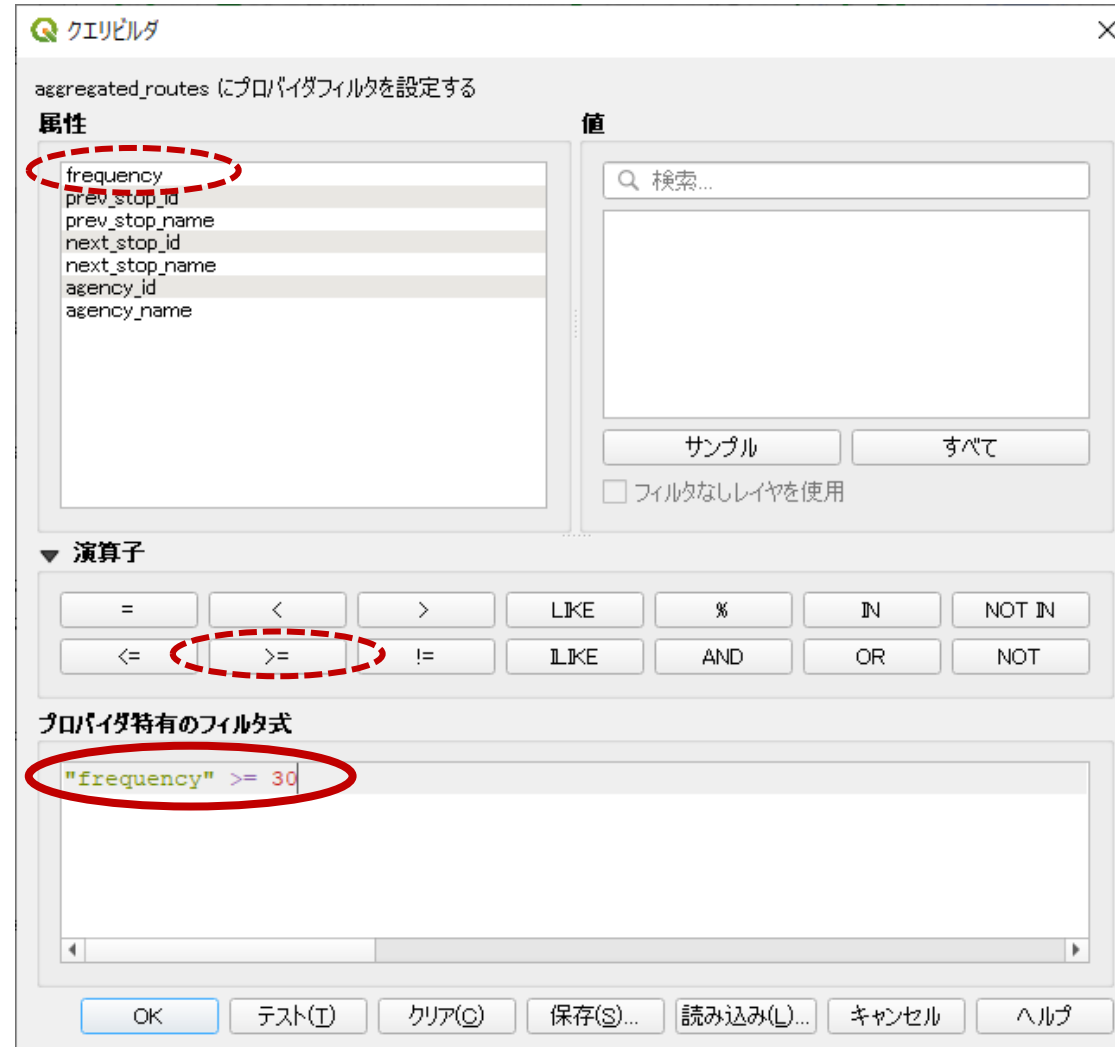 クエリビルダ
aggregated_routes にプロバイダフィルタを設定する
属性
frequency
prev_stop_id
prev_stop_name
next_stop_id
next_stop_name
agency_id
agency_name
値
検索...
サンプル
すべて
フィルタなしレイヤを使用
演算子
= < > LIKE % IN NOT IN
<= >= != ILIKE AND OR NOT
プロバイダ特有のフィルタ式
"frequency" >= 30
OK テスト(T) クリア(C) 保存(S)... 読み込み(L)... キャンセル ヘルプ